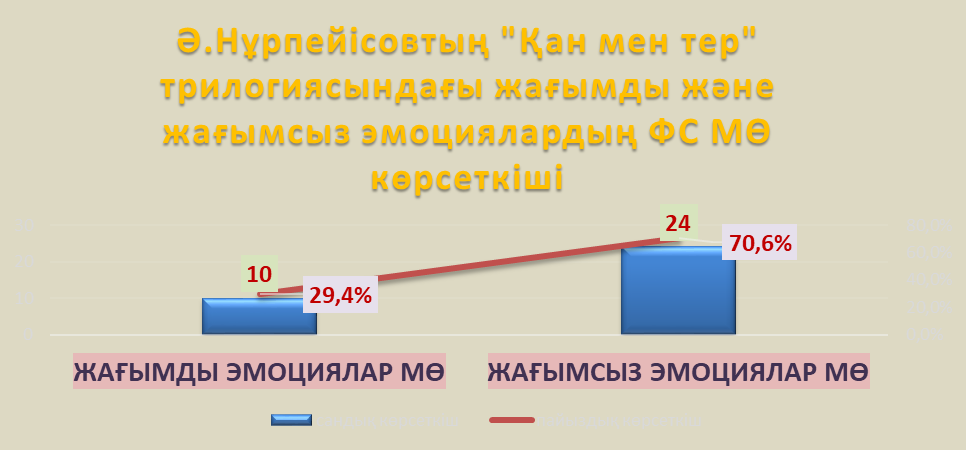 Ә.Нұрпейісовтың "Қан мен тер"
трилогиясындағы жағымды және
жағымсыз эмоциялардың ФС МӨ
көрсеткіші
24
70,6%
10
29,4%
ЖАҒЫМДЫ ЭМОЦИЯЛАР МӨ
ЖАҒЫМСЫЗ ЭМОЦИЯЛАР МӨ